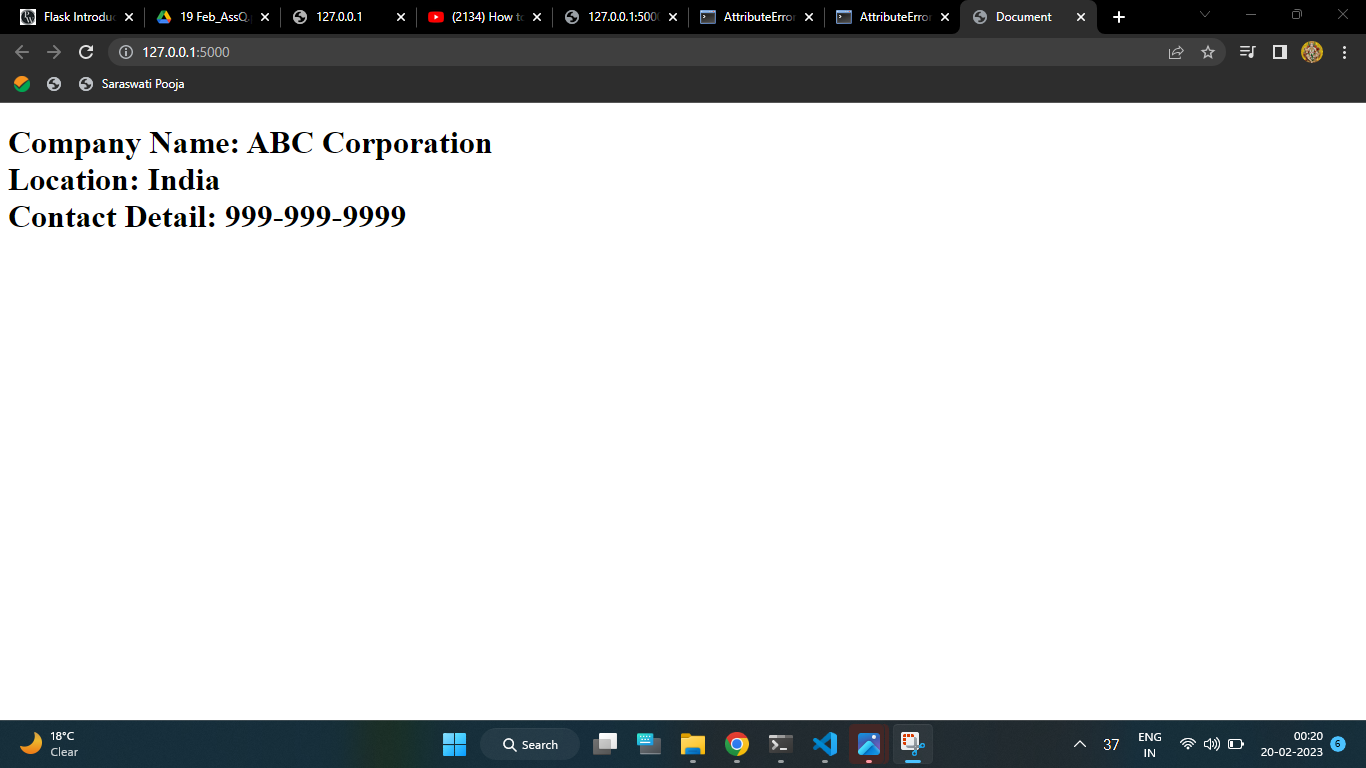 Flask Introduc
19 Feb_AssQ.
127.0.0.1
(2134) How to
127.0.0.1:5000
AttributeError
AttributeError
Document
127.0.0.1:5000
Saraswati Pooja
Company Name: ABC Corporation
Location: India
Contact Detail: 999-999-9999
18°C
Clear
Search
37
ENG
IN
00:20
20-02-2023
6